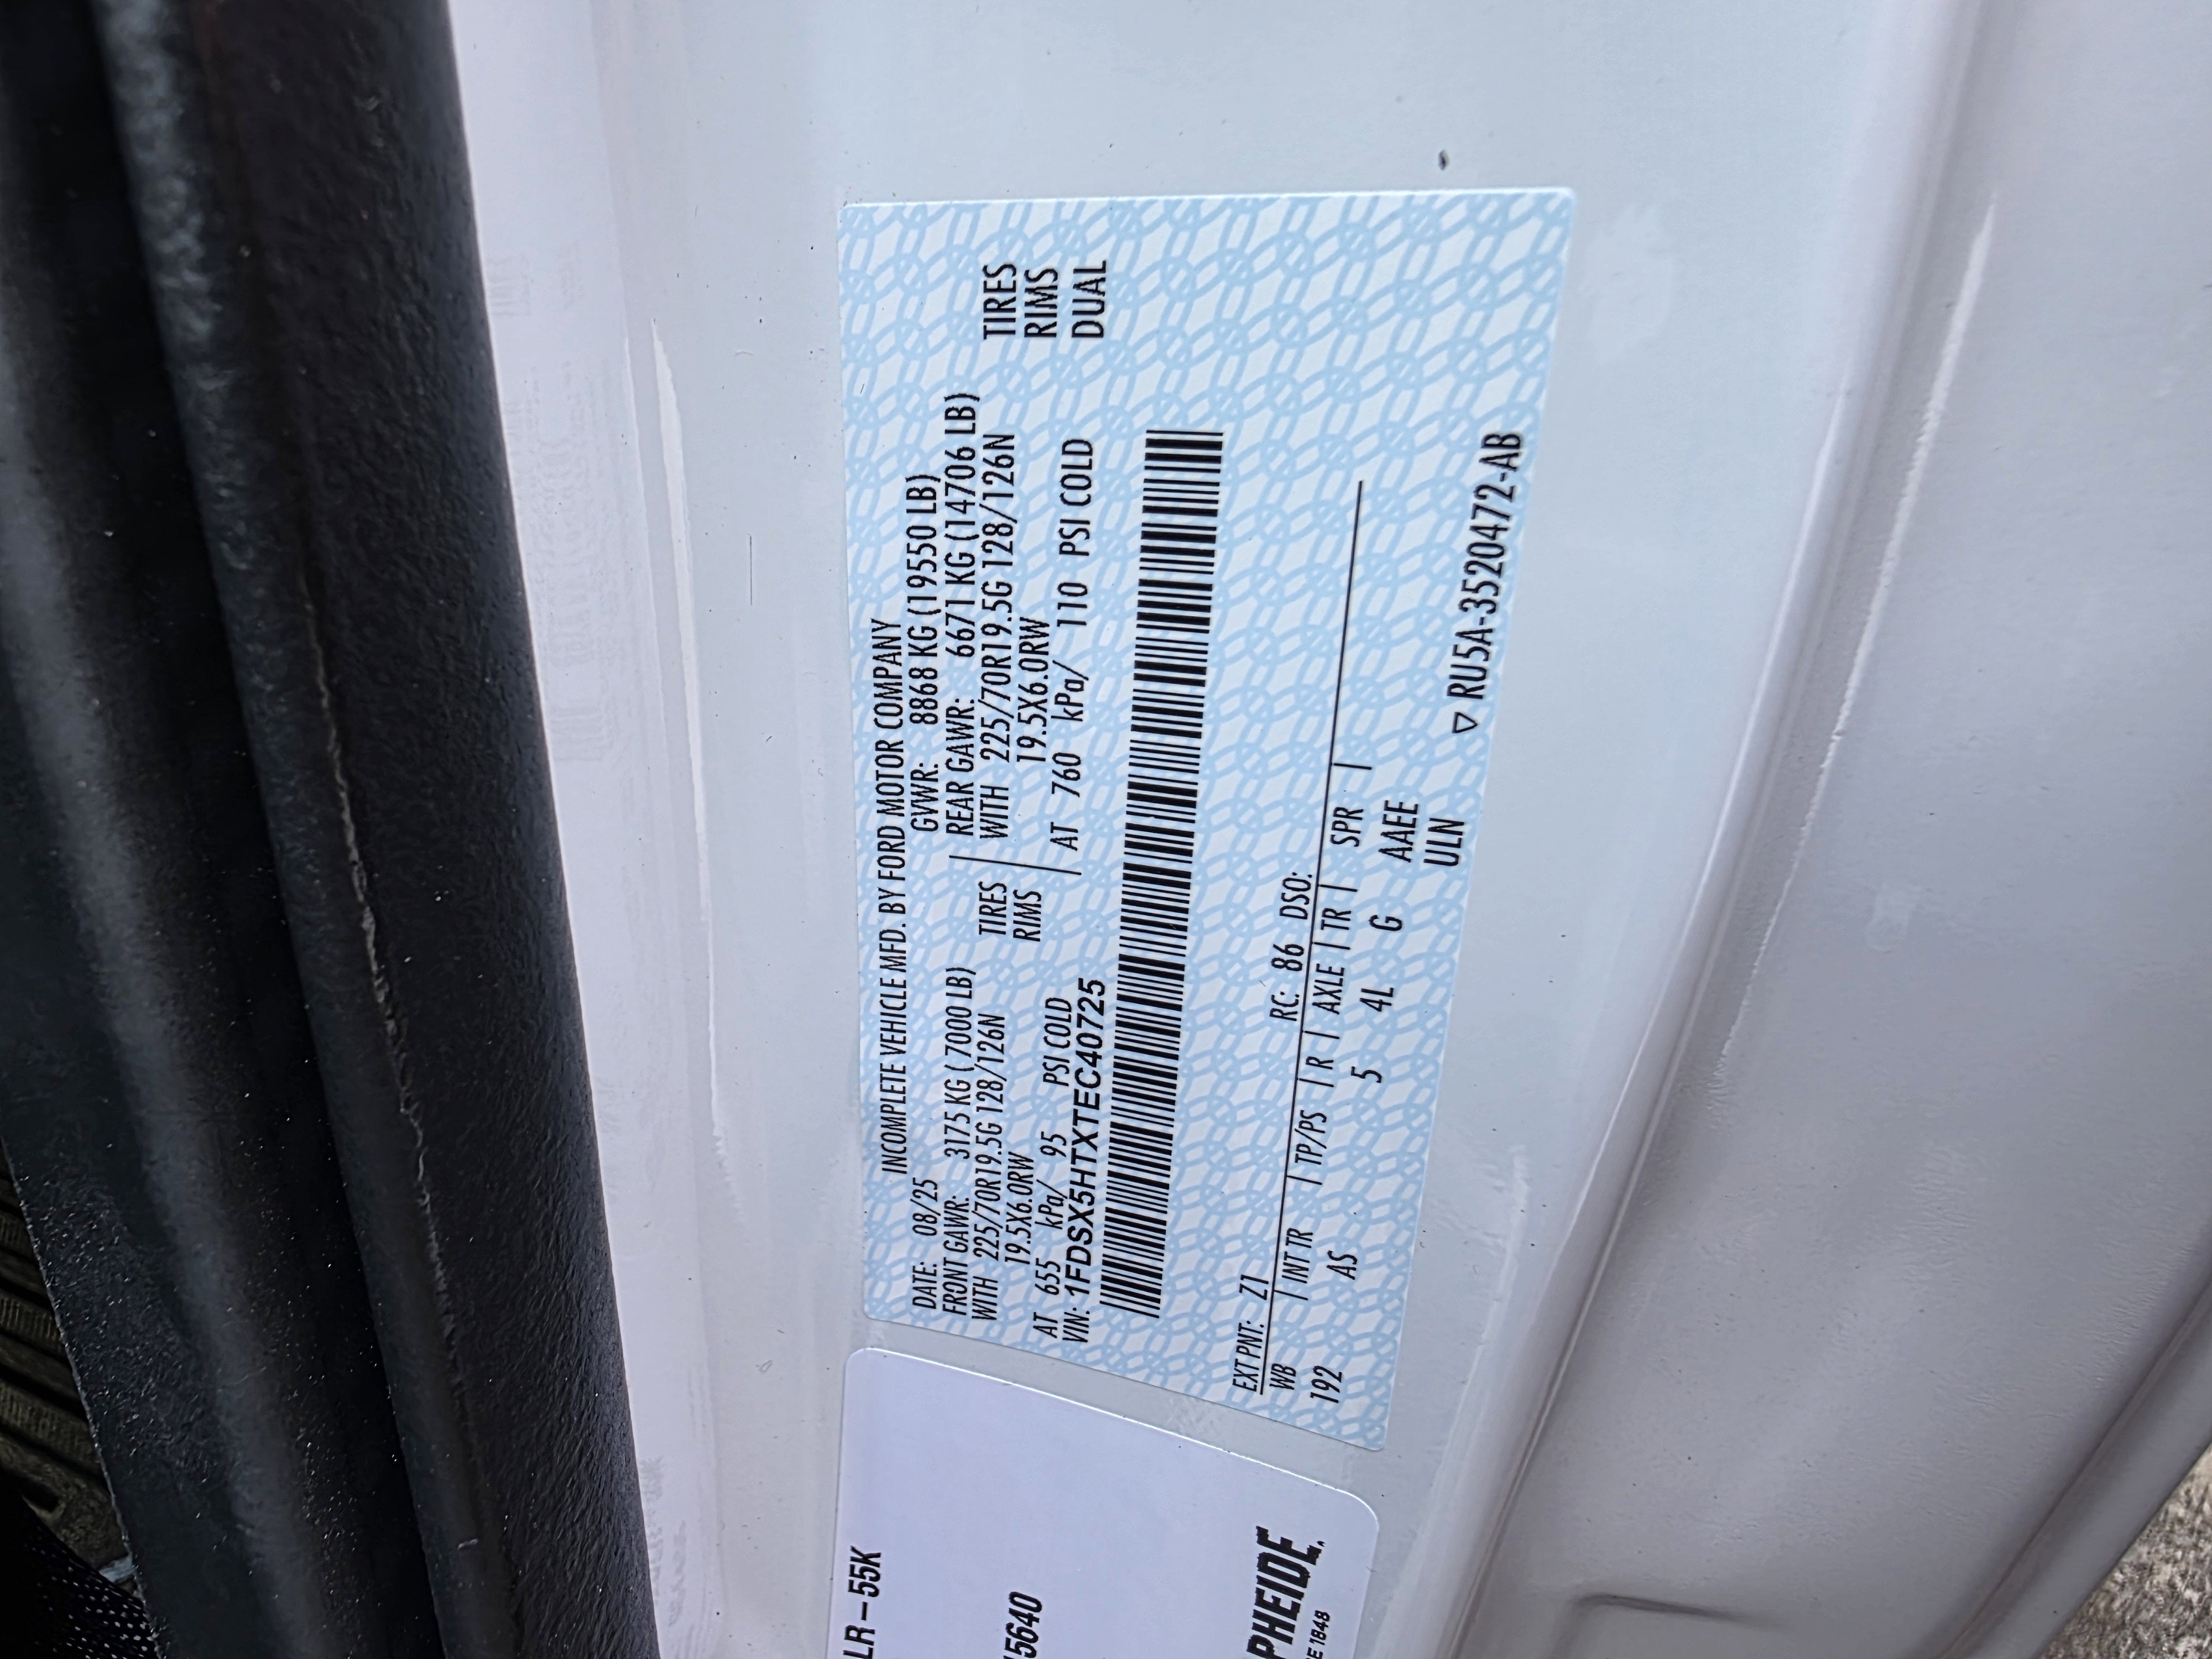 INCOMPLETE VEHICLE MFD. BY FORD MOTOR COMPANY
DATE: 08/25 GVWR: 8868 KG (19550 LB)
FRONT GAWR: 3175 KG ( 7000 LB) REAR GAWR: 6671 KG (14706 LB)
WITH 225/70R19.5G 128/126N TIRES WITH 225/70R19.5G 128/126N TIRES
19.5X6.0RW RIMS 19.5X6.0RW RIMS
AT 655 kPa/ 95 PSI COLD AT 760 kPa/ 110 PSI COLD DUAL
VIN: 1FDSX5HTXTEC40725
EXT PNT: Z1 RC: 86 DSO:
WB | INT TR | TP/PS | R | AXLE | TR | SPR |
192 AS 5 4L G AAEE
ULN
▽ RU5A-3520472-AB
LR – 55K
5640
PHEIDE
E 1848